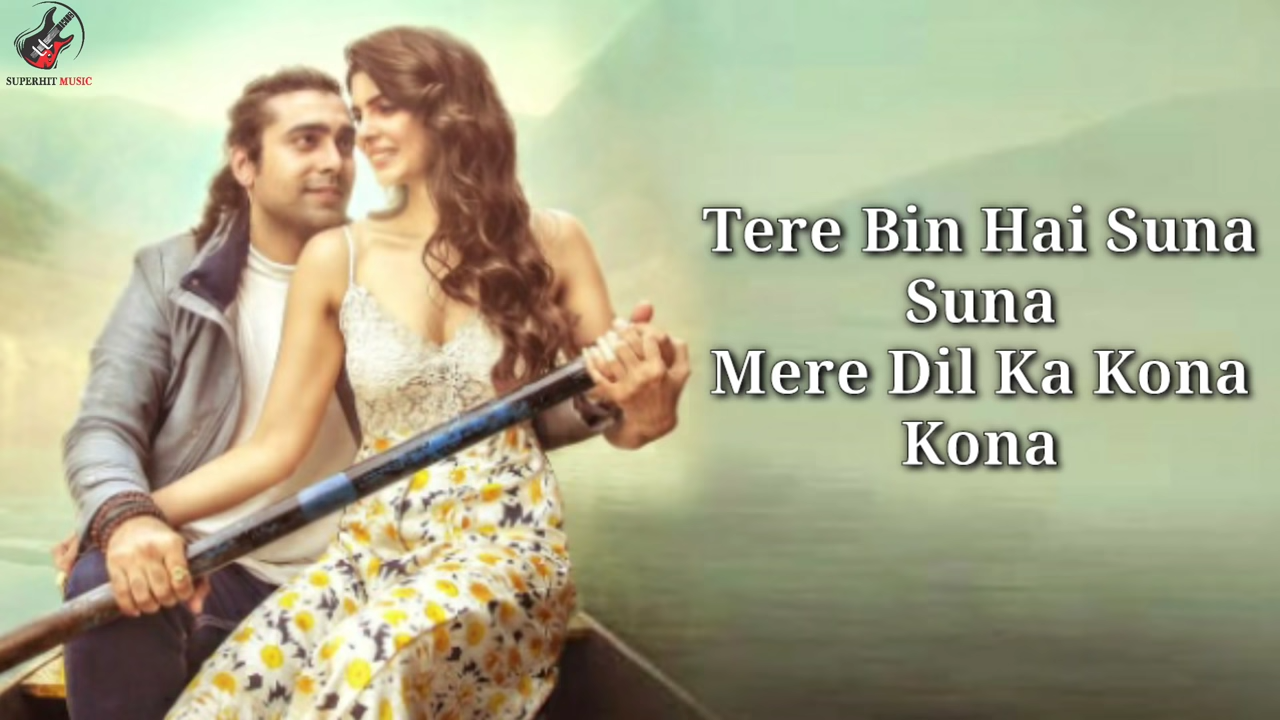 SUPERHIT MUSIC
Tere Bin Hai Suna
Suna
Mere Dil Ka Kona
Kona